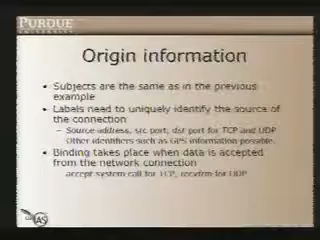 PURDUE
UNIVERSITY
Origin information
• Subjects are the same as in the previous
example
• Labels need to uniquely identify the source of
the connection
– Source address, src port, dst port for TCP and UDP
Other identifiers such as GPS information possible.
• Binding takes place when data is accepted
from the network connection
accept system call for TCP, recvfrom for UDP
IAS